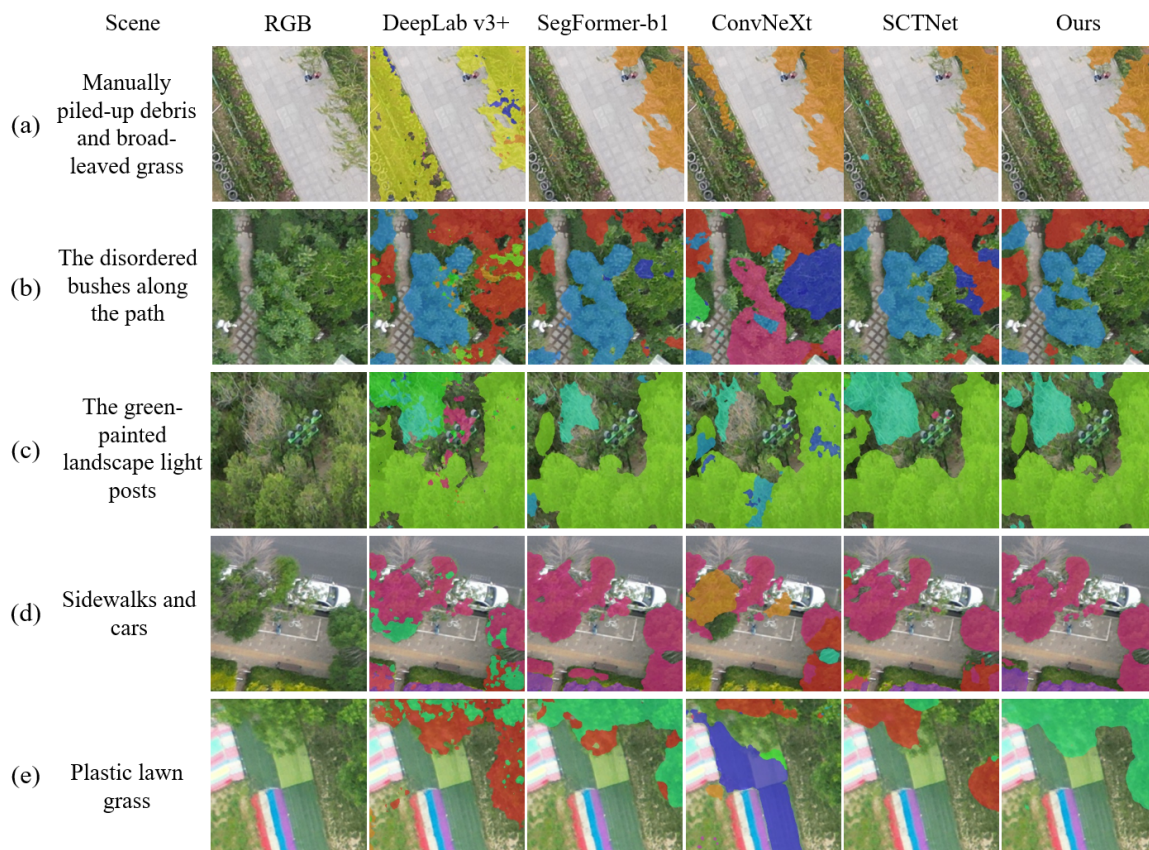 Scene RGB DeepLab v3+ SegFormer-b1 ConvNeXt SCTNet Ours
(a)
Manually
piled-up debris
and broad-
leaved grass
(b)
The disordered
bushes along
the path
(c)
The green-
painted
landscape light
posts
(d)
Sidewalks and
cars
(e)
Plastic lawn
grass